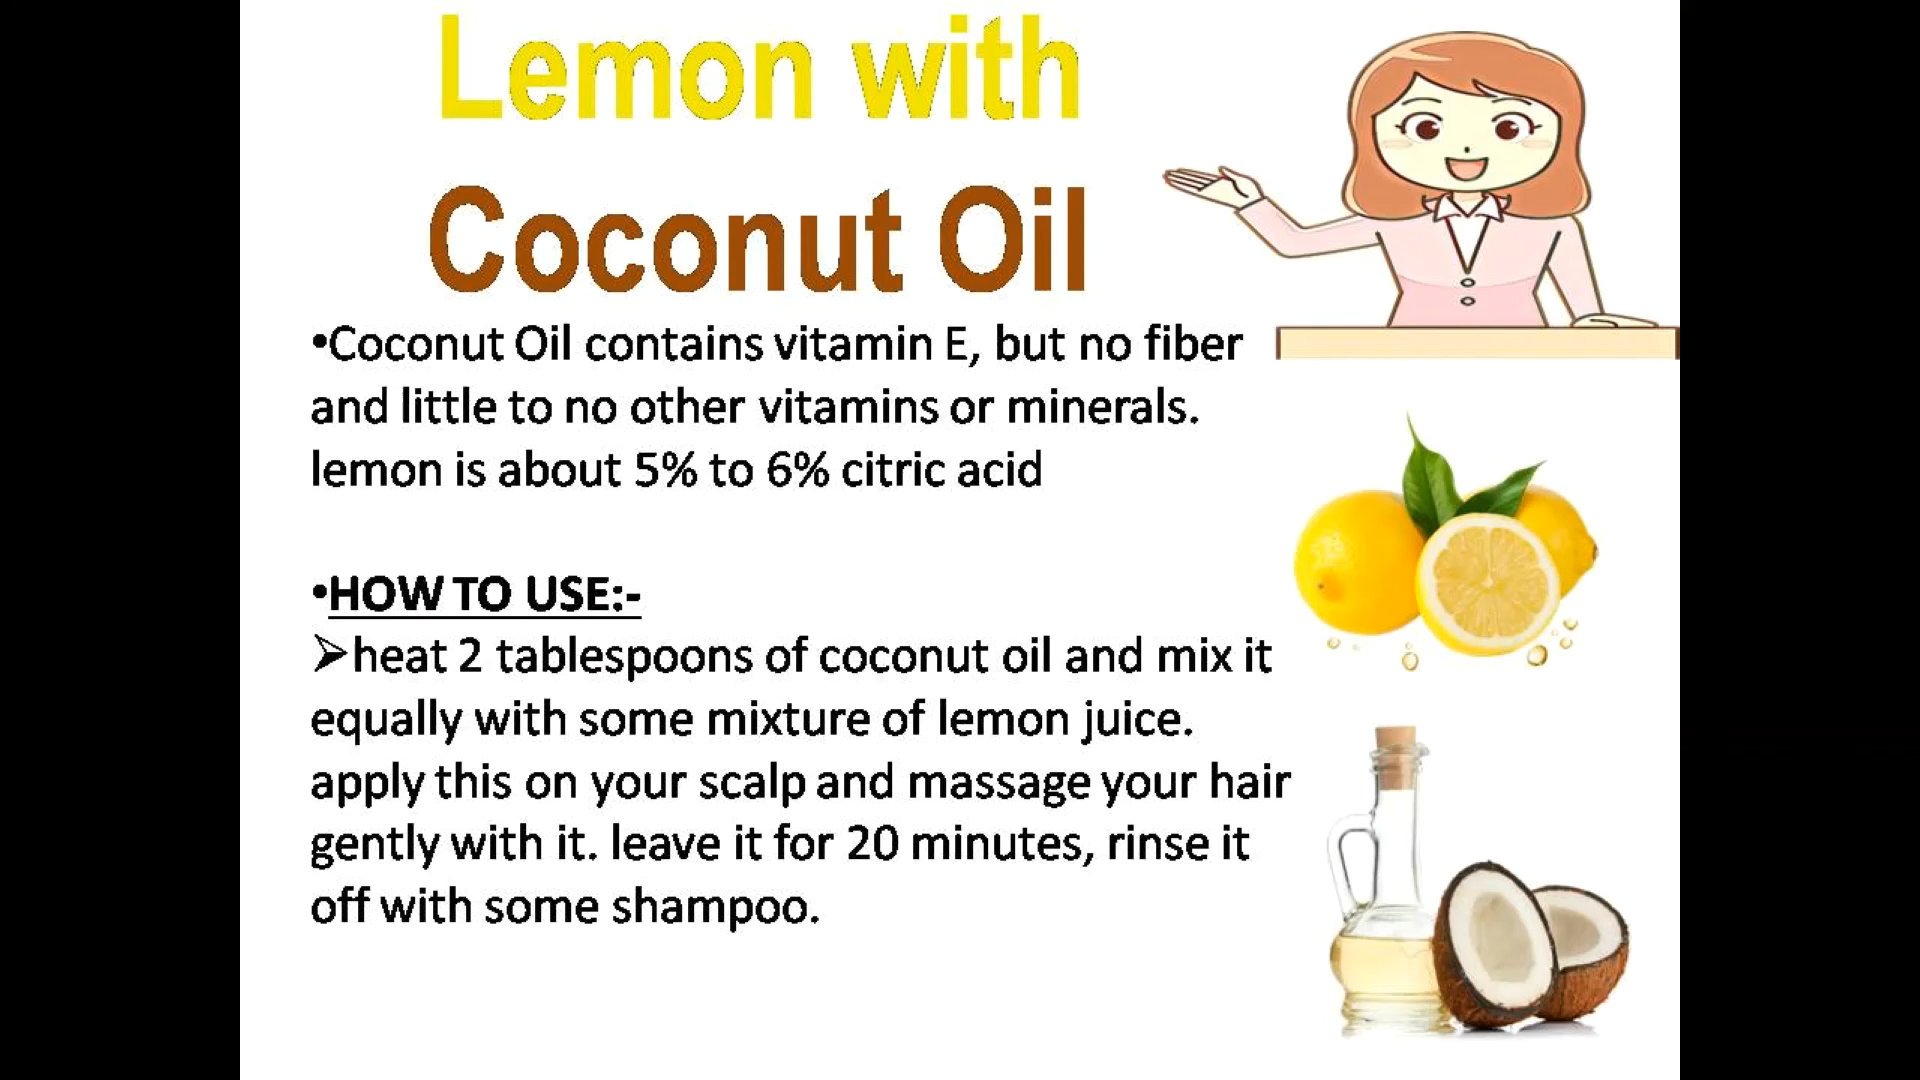 Lemon with
Coconut Oil
•Coconut Oil contains vitamin E, but no fiber
and little to no other vitamins or minerals.
lemon is about 5% to 6% citric acid
•HOW TO USE:-
➢heat 2 tablespoons of coconut oil and mix it
equally with some mixture of lemon juice.
apply this on your scalp and massage your hair
gently with it. leave it for 20 minutes, rinse it
off with some shampoo.